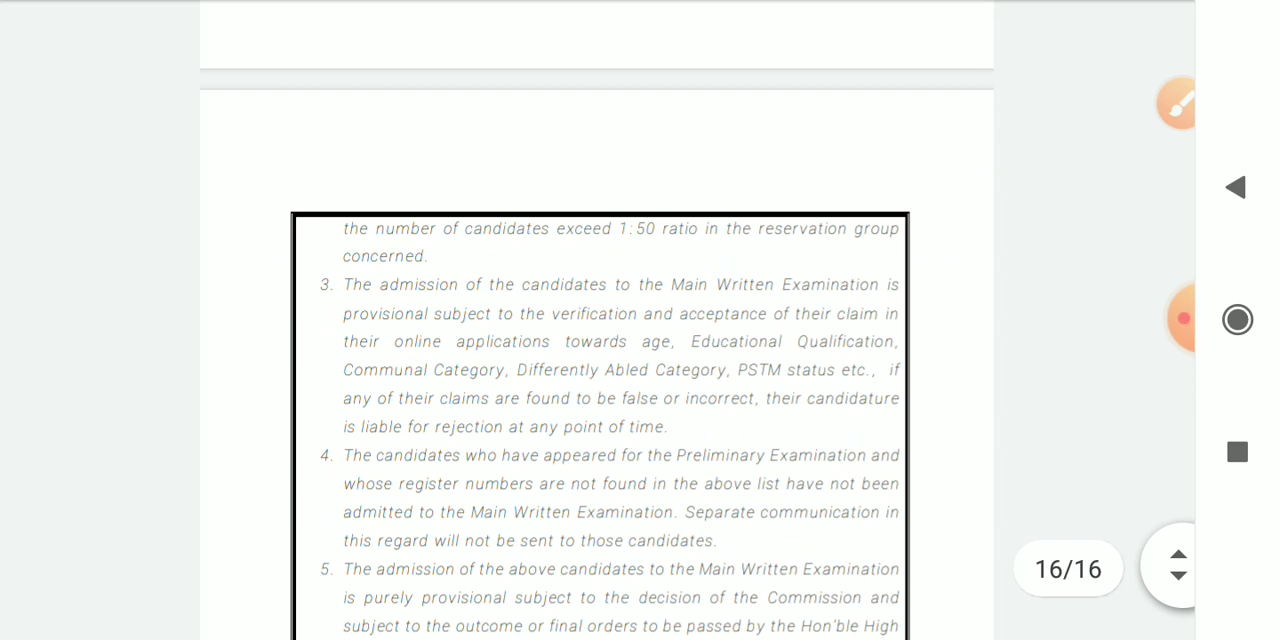 the number of candidates exceed 1:50 ratio in the reservation group
concerned.
3. The admission of the candidates to the Main Written Examination is
provisional subject to the verification and acceptance of their claim in
their online applications towards age, Educational Qualification,
Communal Category, Differently Abled Category, PSTM status etc., if
any of their claims are found to be false or incorrect, their candidature
is liable for rejection at any point of time.
4. The candidates who have appeared for the Preliminary Examination and
whose register numbers are not found in the above list have not been
admitted to the Main Written Examination. Separate communication in
this regard will not be sent to those candidates.
5. The admission of the above candidates to the Main Written Examination
is purely provisional subject to the decision of the Commission and
subject to the outcome or final orders to be passed by the Hon'ble High
16/16